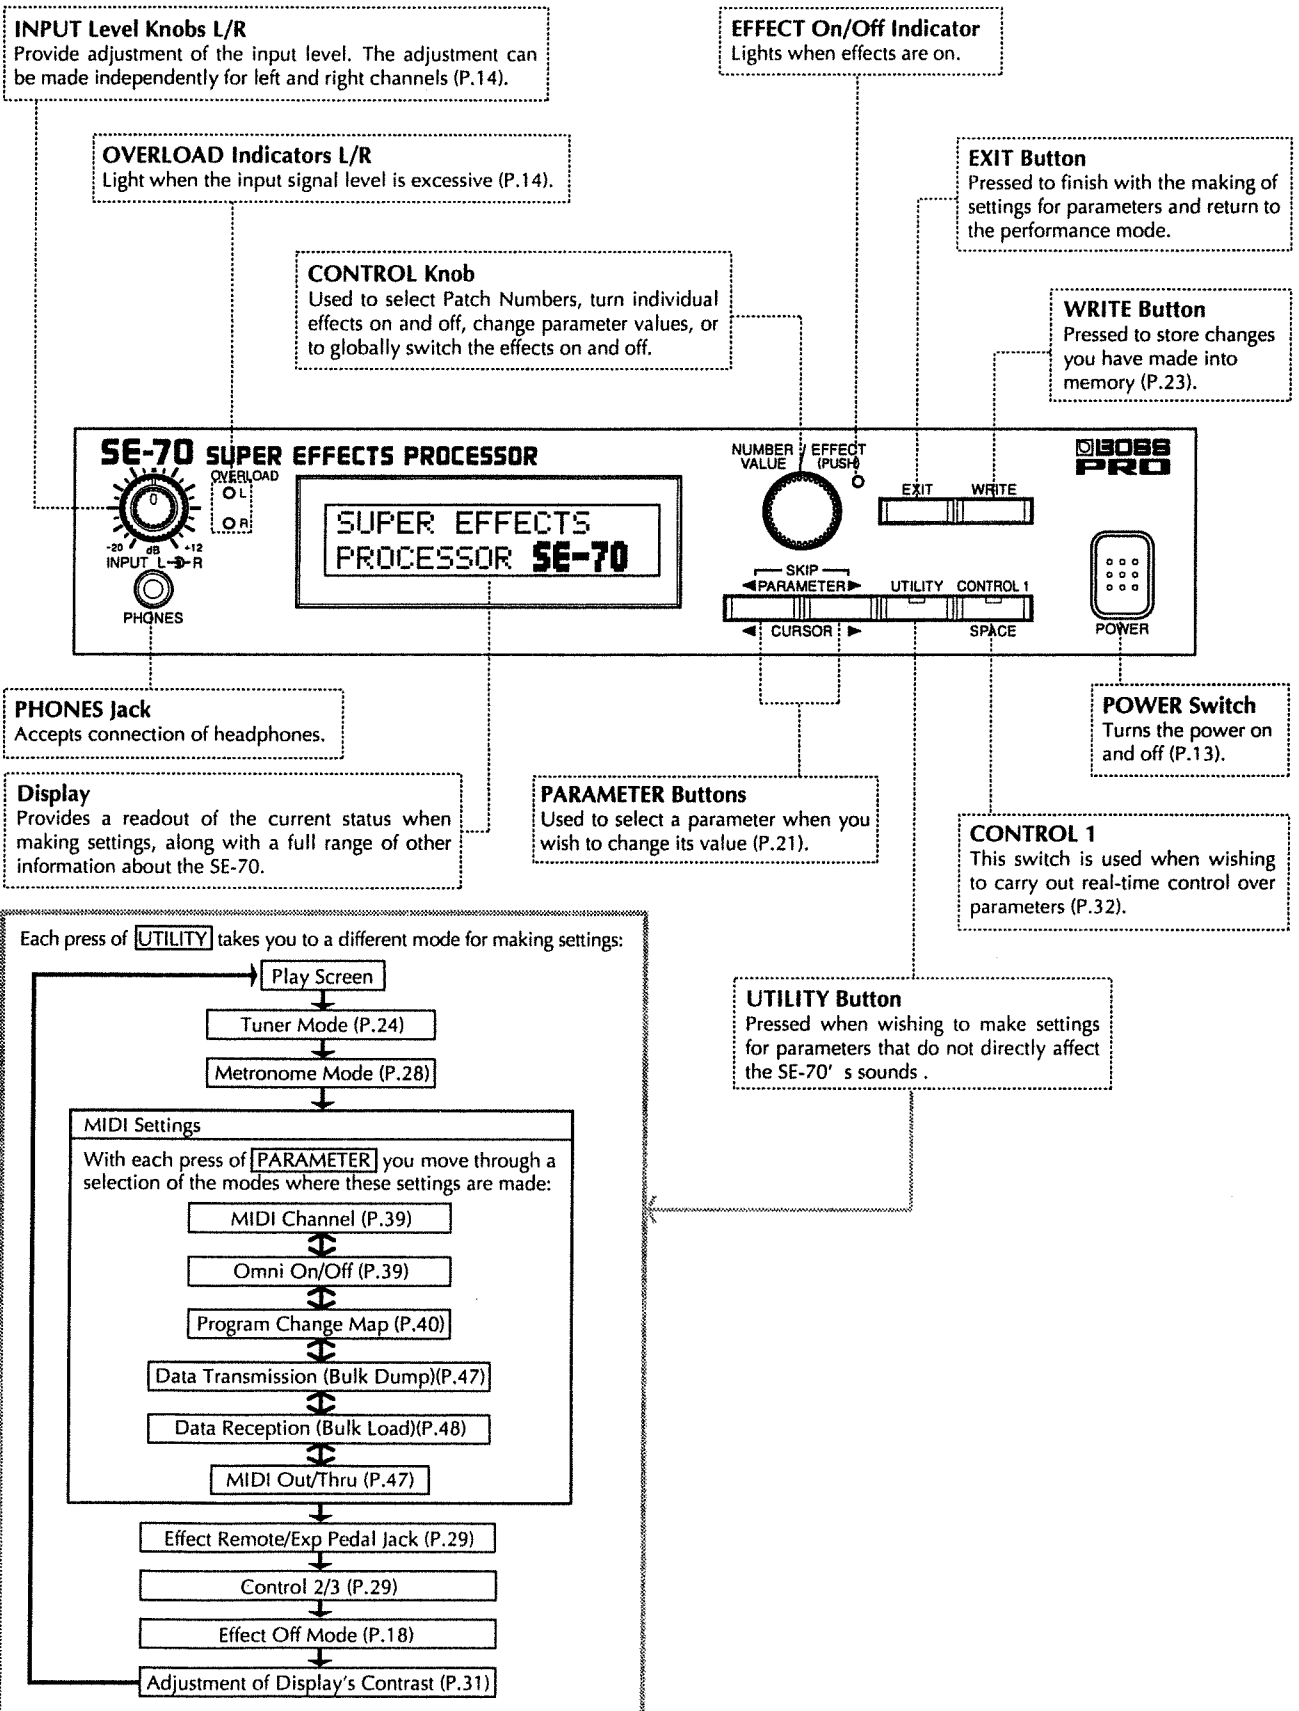 INPUT Level Knobs L/R
Provide adjustment of the input level. The adjustment can
be made independently for left and right channels (P.14).
EFFECT On/Off Indicator
Lights when effects are on.
OVERLOAD Indicators L/R
Light when the input signal level is excessive (P.14).
EXIT Button
Pressed to finish with the making of
settings for parameters and return to
the performance mode.
CONTROL Knob
Used to select Patch Numbers, turn individual
effects on and off, change parameter values, or
to globally switch the effects on and off.
WRITE Button
Pressed to store changes
you have made into
memory (P.23).
SE-70 SUPER EFFECTS PROCESSOR
OVERLOAD
L
R
0
-20 dB +12
INPUT L R
PHONES
SUPER EFFECTS
PROCESSOR SE-70
NUMBER / EFFECT
VALUE (PUSH)
EXIT WRITE
BOSS
PRO
SKIP
◀PARAMETER▶
UTILITY CONTROL 1
◀ CURSOR ▶
SPACE
POWER
PHONES Jack
Accepts connection of headphones.
POWER Switch
Turns the power on
and off (P.13).
Display
Provides a readout of the current status when
making settings, along with a full range of other
information about the SE-70.
PARAMETER Buttons
Used to select a parameter when you
wish to change its value (P.21).
CONTROL 1
This switch is used when wishing
to carry out real-time control over
parameters (P.32).
UTILITY Button
Pressed when wishing to make settings
for parameters that do not directly affect
the SE-70' s sounds .
Each press of UTILITY takes you to a different mode for making settings:
Play Screen
Tuner Mode (P.24)
Metronome Mode (P.28)
MIDI Settings
With each press of PARAMETER you move through a
selection of the modes where these settings are made:
MIDI Channel (P.39)
Omni On/Off (P.39)
Program Change Map (P.40)
Data Transmission (Bulk Dump)(P.47)
Data Reception (Bulk Load)(P.48)
MIDI Out/Thru (P.47)
Effect Remote/Exp Pedal Jack (P.29)
Control 2/3 (P.29)
Effect Off Mode (P.18)
Adjustment of Display's Contrast (P.31)